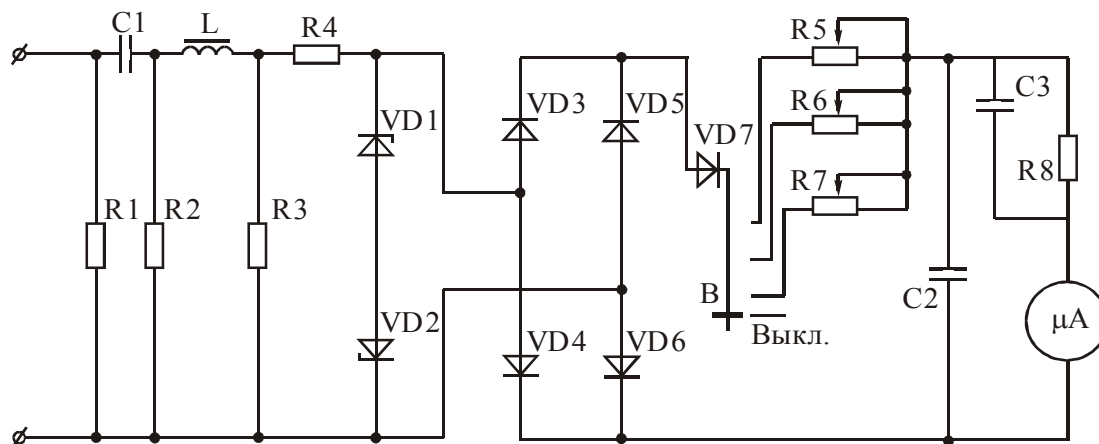 C1
L
R4
R5
VD3
VD5
C3
VD1
VD7
R6
R8
R7
R1
R2
R3
C2
μA
VD2
VD4
VD6
В
Выкл.